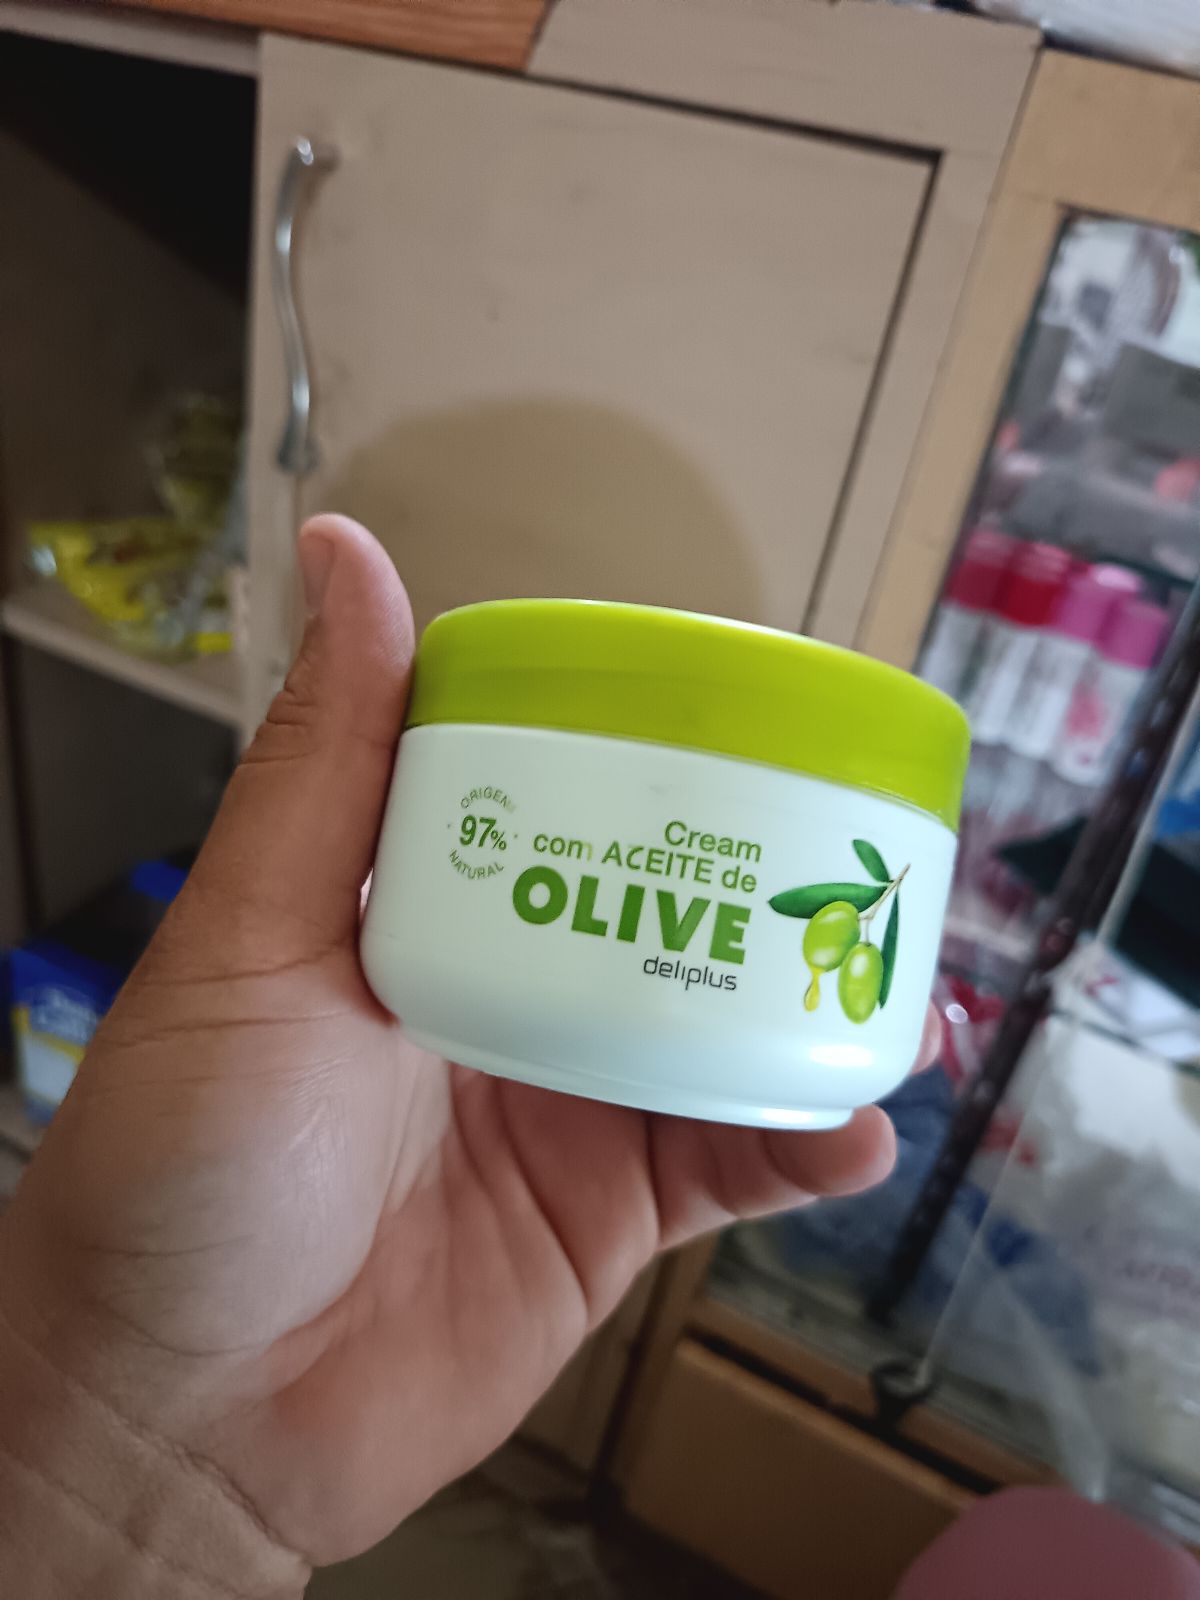 ORIGEN
97%
NATURAL
Cream
com ACEITE de
OLIVE
deliplus